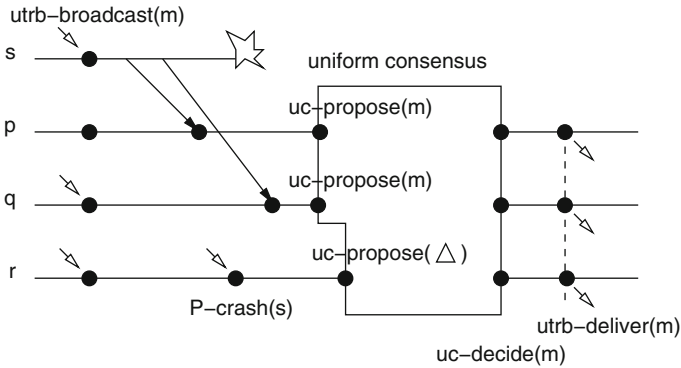 utrb–broadcast(m)
s
uniform consensus
uc–propose(m)
p
uc–propose(m)
q
uc–propose( △ )
r
P–crash(s)
utrb–deliver(m)
uc–decide(m)